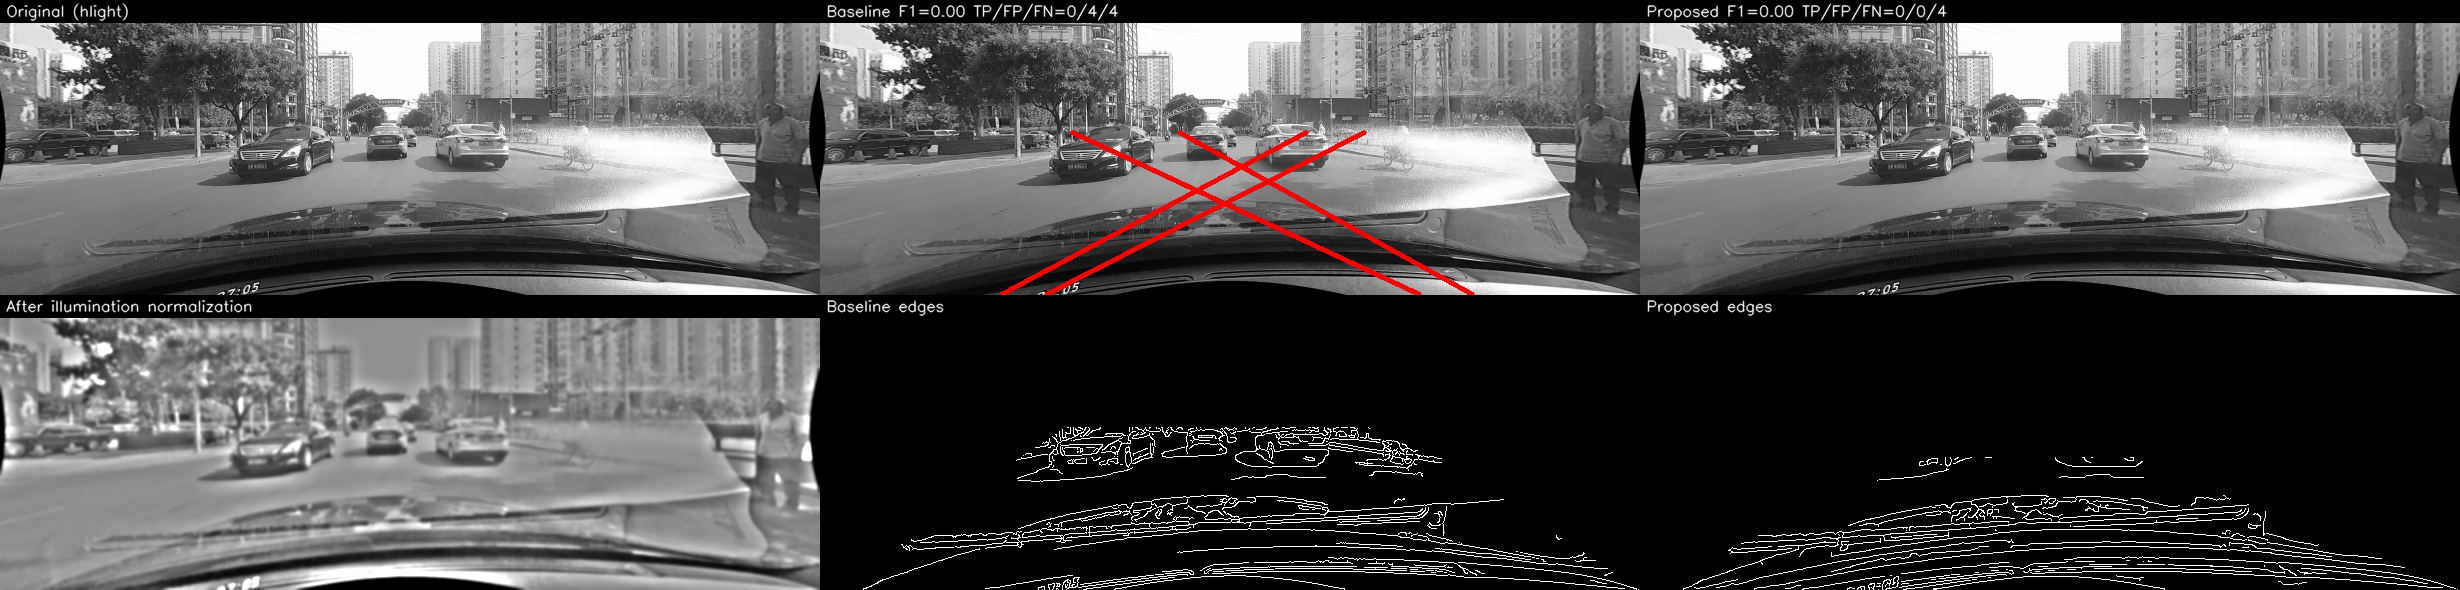 Original (hlight)
Baseline F1=0.00 TP/FP/FN=0/4/4
Proposed F1=0.00 TP/FP/FN=0/0/4
After illumination normalization
Baseline edges
Proposed edges